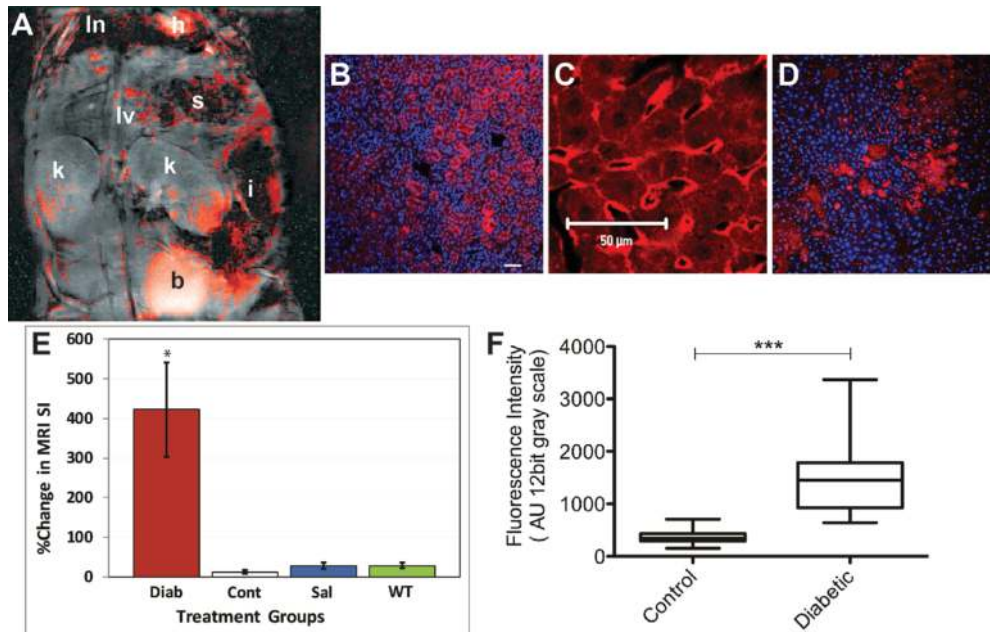 A
ln
h
lv
s
k
k
i
b
B
C
50 µm
D
E
600
500
400
300
200
100
0
%Change in MRI SI
*
Diab
Cont
Sal
WT
Treatment Groups
F
***
4000
3000
2000
1000
0
Fluorescence Intensity
( AU 12bit gray scale)
Control
Diabetic